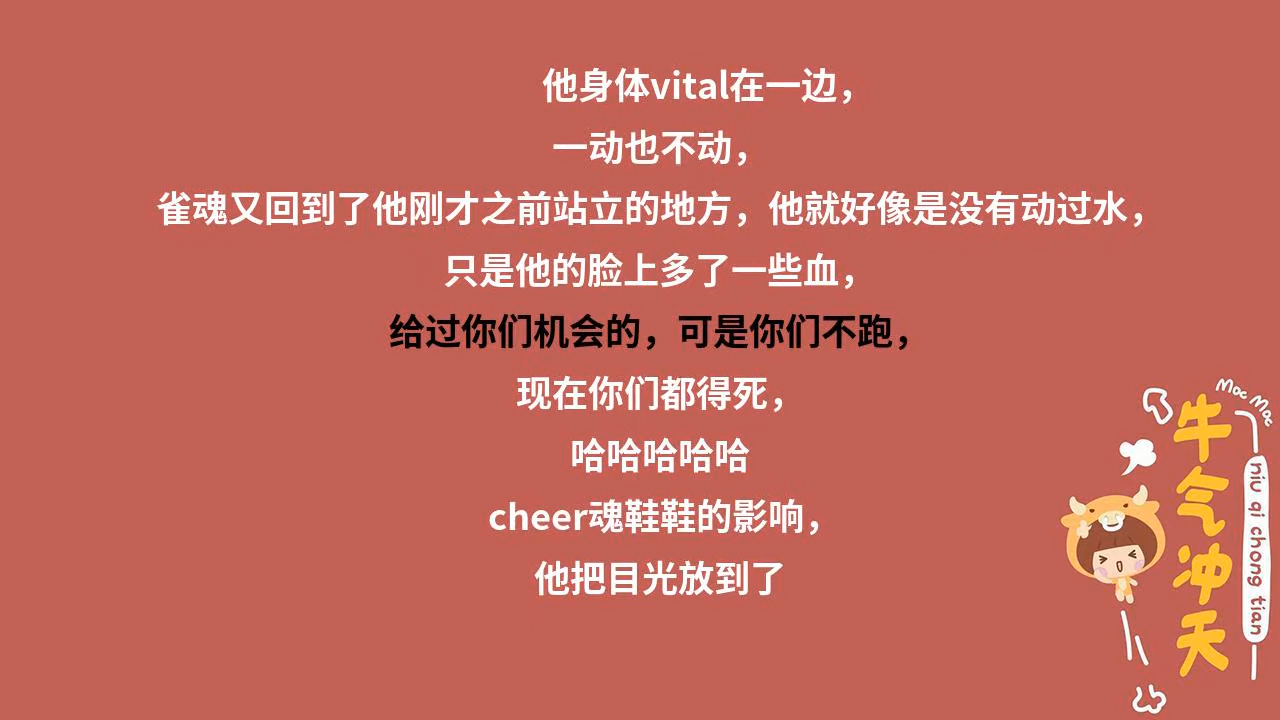 他身体vital在一边，
一动也不动，
雀魂又回到了他刚才之前站立的地方，他就好像是没有动过水，
只是他的脸上多了一些血，
给过你们机会的，可是你们不跑，
现在你们都得死，
哈哈哈哈哈
cheer魂鞋鞋的影响，
他把目光放到了
Moc Moc
牛气冲天
niu qi chong tian